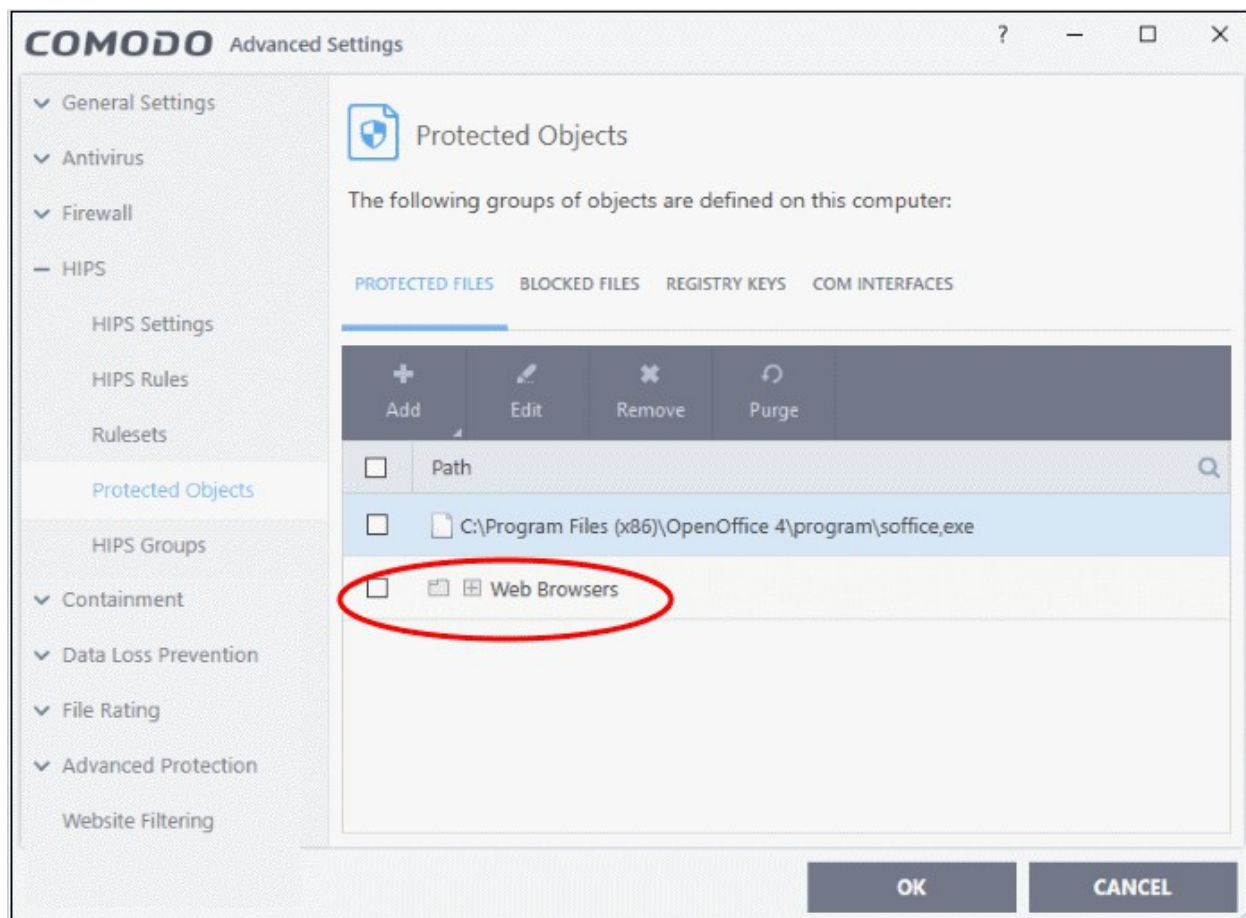 COMODO Advanced Settings ?
General Settings
Antivirus
Firewall
HIPS
HIPS Settings
HIPS Rules
Rulesets
Protected Objects
HIPS Groups
Containment
Data Loss Prevention
File Rating
Advanced Protection
Website Filtering
Protected Objects
The following groups of objects are defined on this computer:
PROTECTED FILES BLOCKED FILES REGISTRY KEYS COM INTERFACES
Add Edit Remove Purge
Path
C:\Program Files (x86)\OpenOffice 4\program\soffice,exe
Web Browsers
OK CANCEL